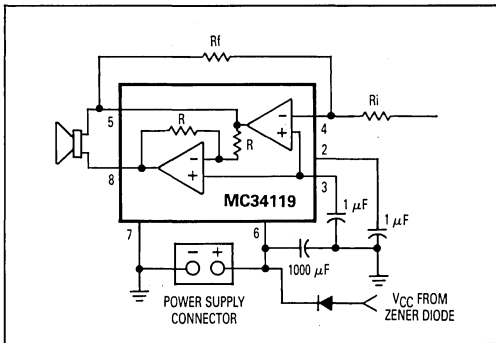 Rf
R
5
4
Ri
R
2
8
3
MC34119
1 μF
1 μF
7
6
1000 μF
POWER SUPPLY
CONNECTOR
VCC FROM
ZENER DIODE